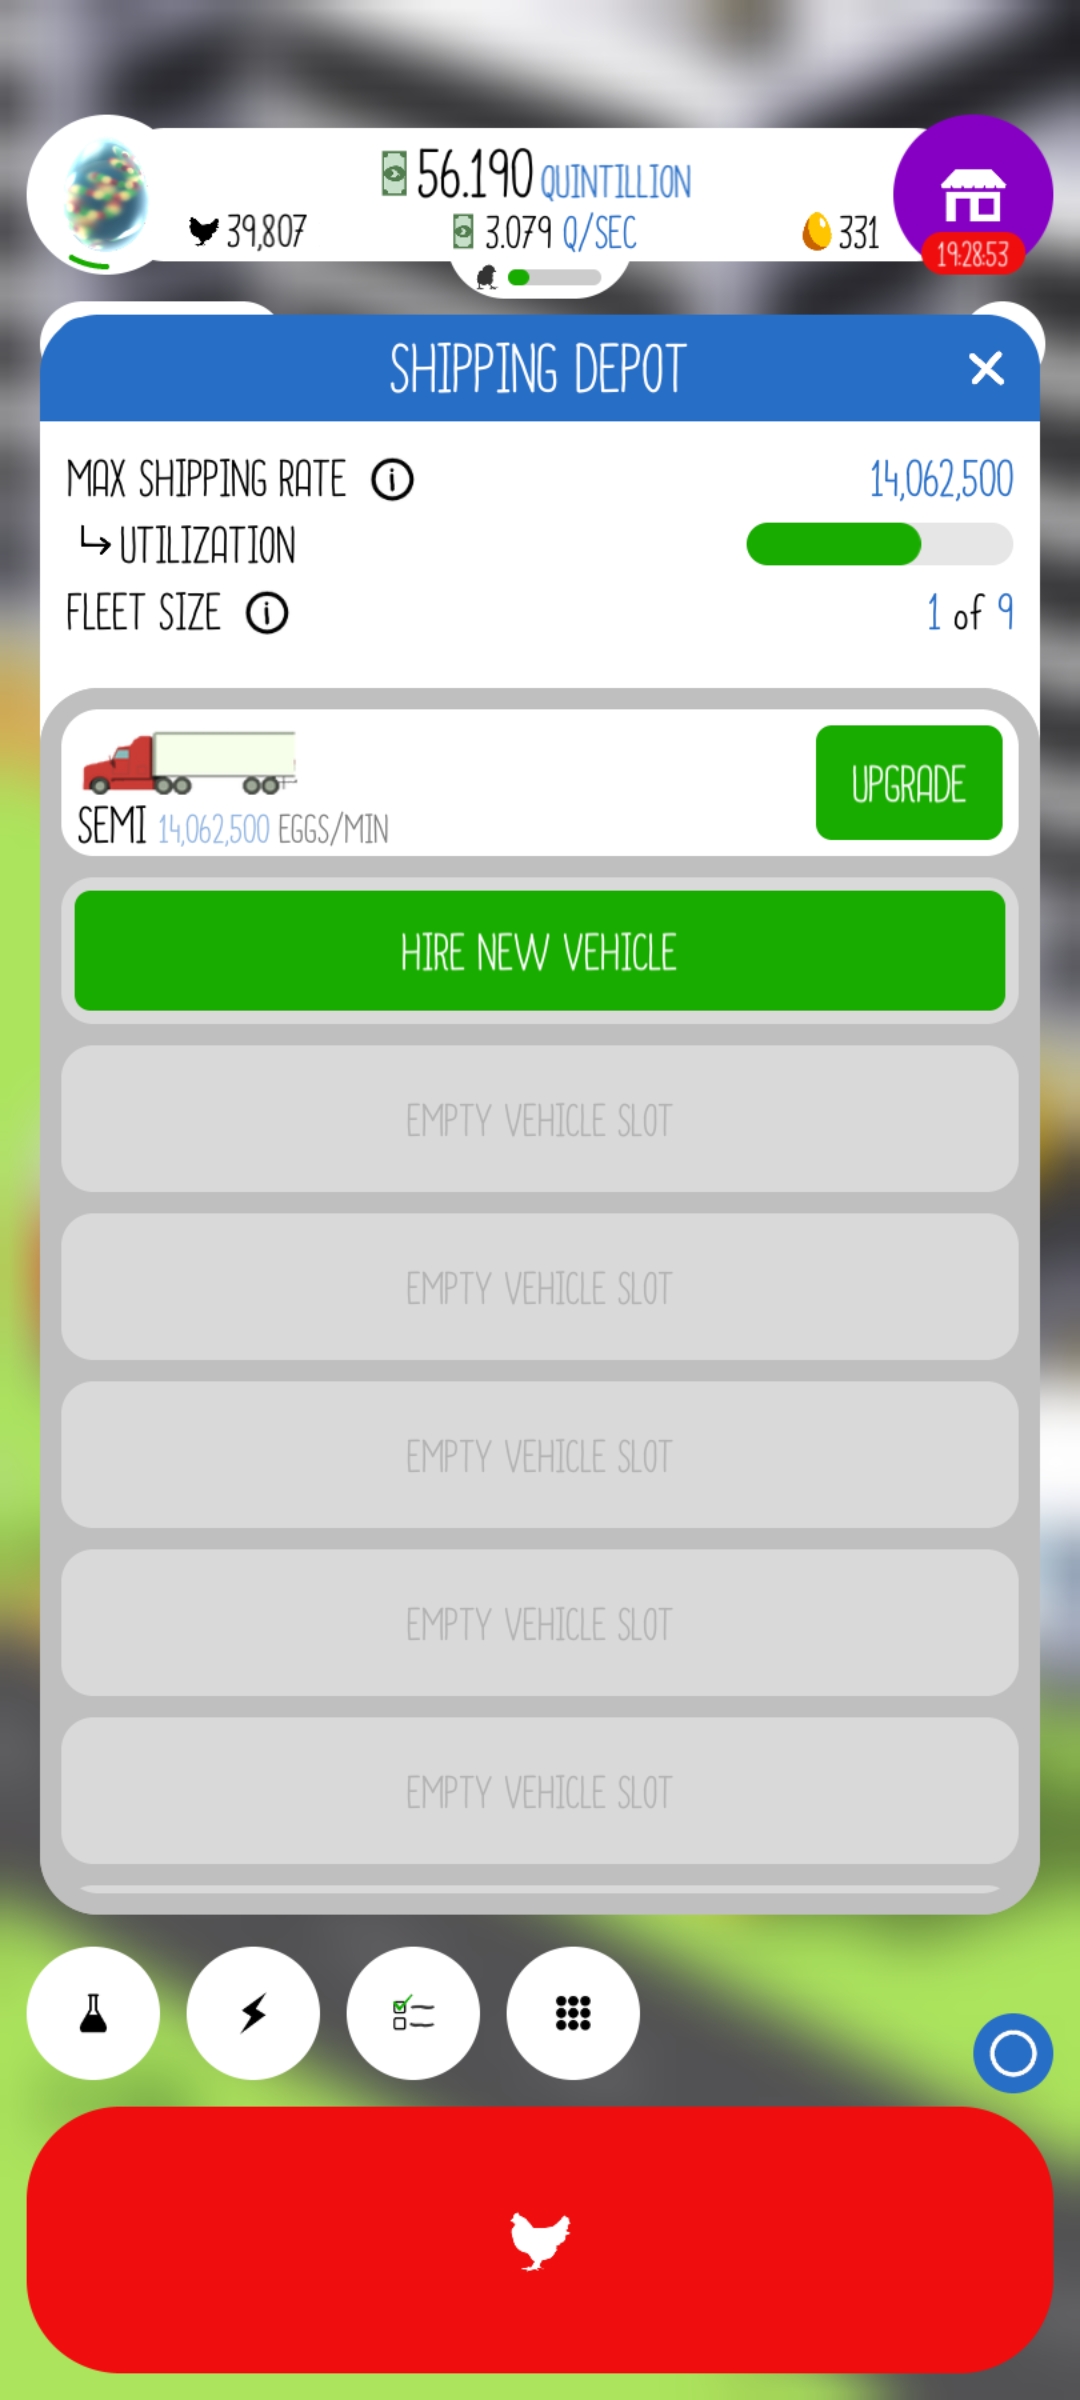 56.190 QUINTILLION
39,807
3.079 Q/SEC
331
19:28:53
SHIPPING DEPOT
MAX SHIPPING RATE
14,062,500
UTILIZATION
FLEET SIZE
1 of 9
UPGRADE
SEMI 14,062,500 EGGS/MIN
HIRE NEW VEHICLE
EMPTY VEHICLE SLOT
EMPTY VEHICLE SLOT
EMPTY VEHICLE SLOT
EMPTY VEHICLE SLOT
EMPTY VEHICLE SLOT